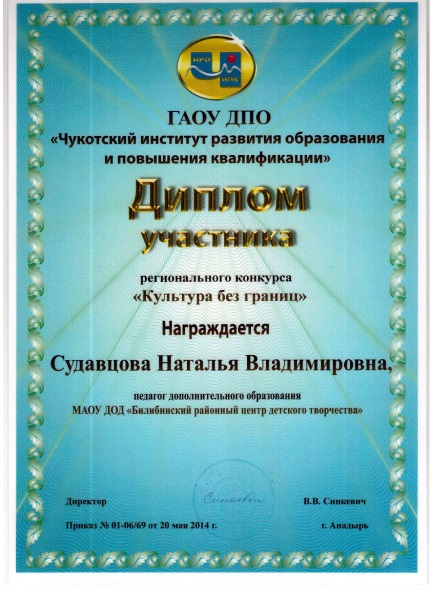 ИРО
ИПК
ГАОУ ДПО
«Чукотский институт развития образования
и повышения квалификации»
Диплом
участника
регионального конкурса
«Культура без границ»
Награждается
Судавцова Наталья Владимировна,
педагог дополнительного образования
МАОУ ДОД «Билибинский районный центр детского творчества»
Директор
В.В. Синкевич
Приказ № 01-06/69 от 20 мая 2014 г.
г. Анадырь